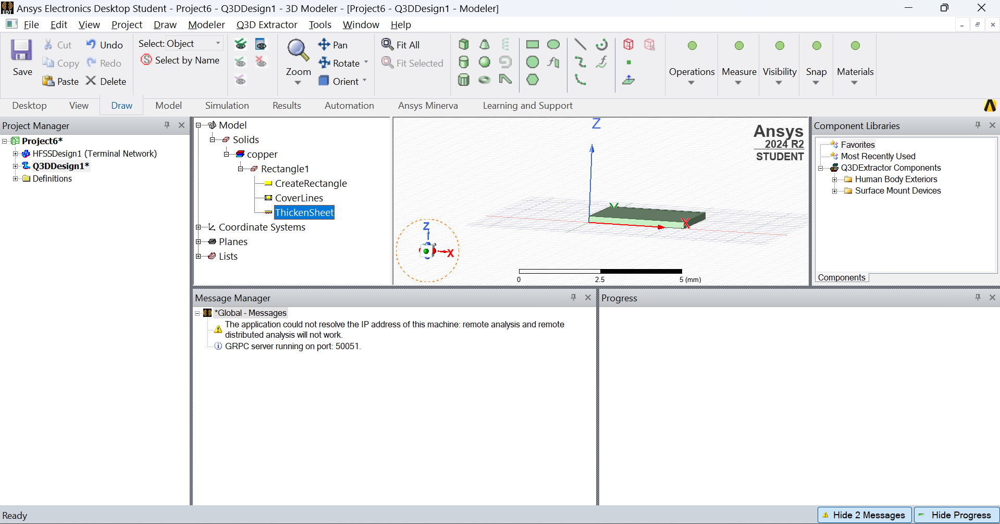 Ansys Electronics Desktop Student - Project6 - Q3DDesign1 - 3D Modeler - [Project6 - Q3DDesign1 - Modeler]
File Edit View Project Draw Modeler Q3D Extractor Tools Window Help
Save
Cut
Copy
Paste
Undo
Redo
Delete
Select: Object
Select by Name
Zoom
Pan
Rotate
Orient
Fit All
Fit Selected
Operations
Measure
Visibility
Snap
Materials
Desktop View Draw Model Simulation Results Automation Ansys Minerva Learning and Support
Project Manager
Project6*
HFSSDesign1 (Terminal Network)
Q3DDesign1*
Definitions
Model
Solids
copper
Rectangle1
CreateRectangle
CoverLines
ThickenSheet
Coordinate Systems
Planes
Lists
Z
Y
X
Z
X
Ansys
2024 R2
STUDENT
0 2.5 5 (mm)
Component Libraries
Favorites
Most Recently Used
Q3DExtractor Components
Human Body Exteriors
Surface Mount Devices
Components
Message Manager
*Global - Messages
The application could not resolve the IP address of this machine: remote analysis and remote
distributed analysis will not work.
GRPC server running on port: 50051.
Progress
Ready
Hide 2 Messages
Hide Progress